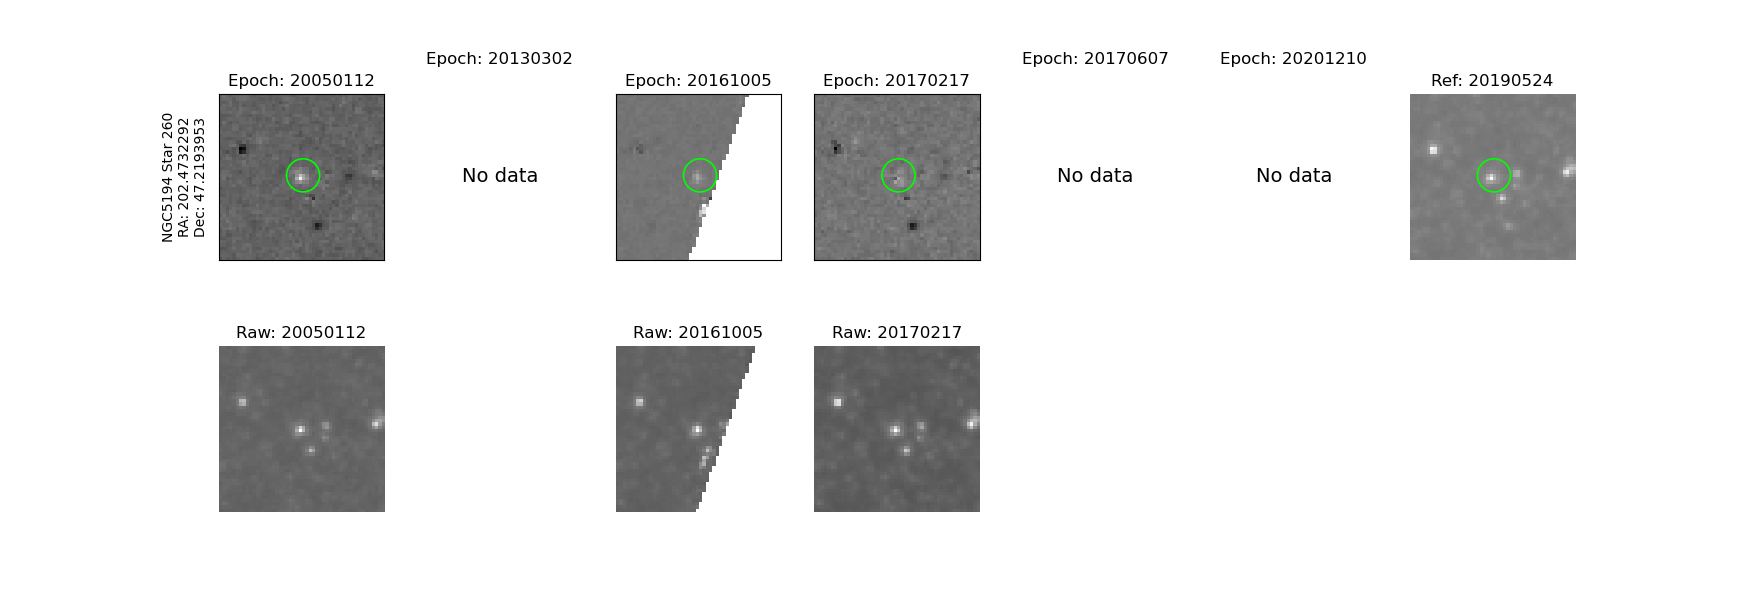 Epoch: 20130302
Epoch: 20170607
Epoch: 20201210
Epoch: 20050112
Epoch: 20161005
Epoch: 20170217
Ref: 20190524
NGC5194 Star 260
RA: 202.4732292
Dec: 47.2193953
No data
No data
No data
Raw: 20050112
Raw: 20161005
Raw: 20170217